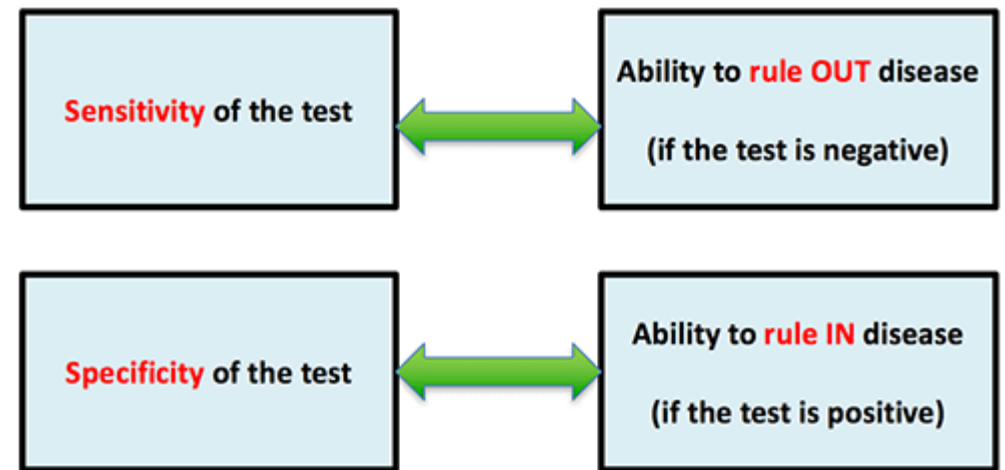 Sensitivity of the test
Ability to rule OUT disease
(if the test is negative)
Specificity of the test
Ability to rule IN disease
(if the test is positive)